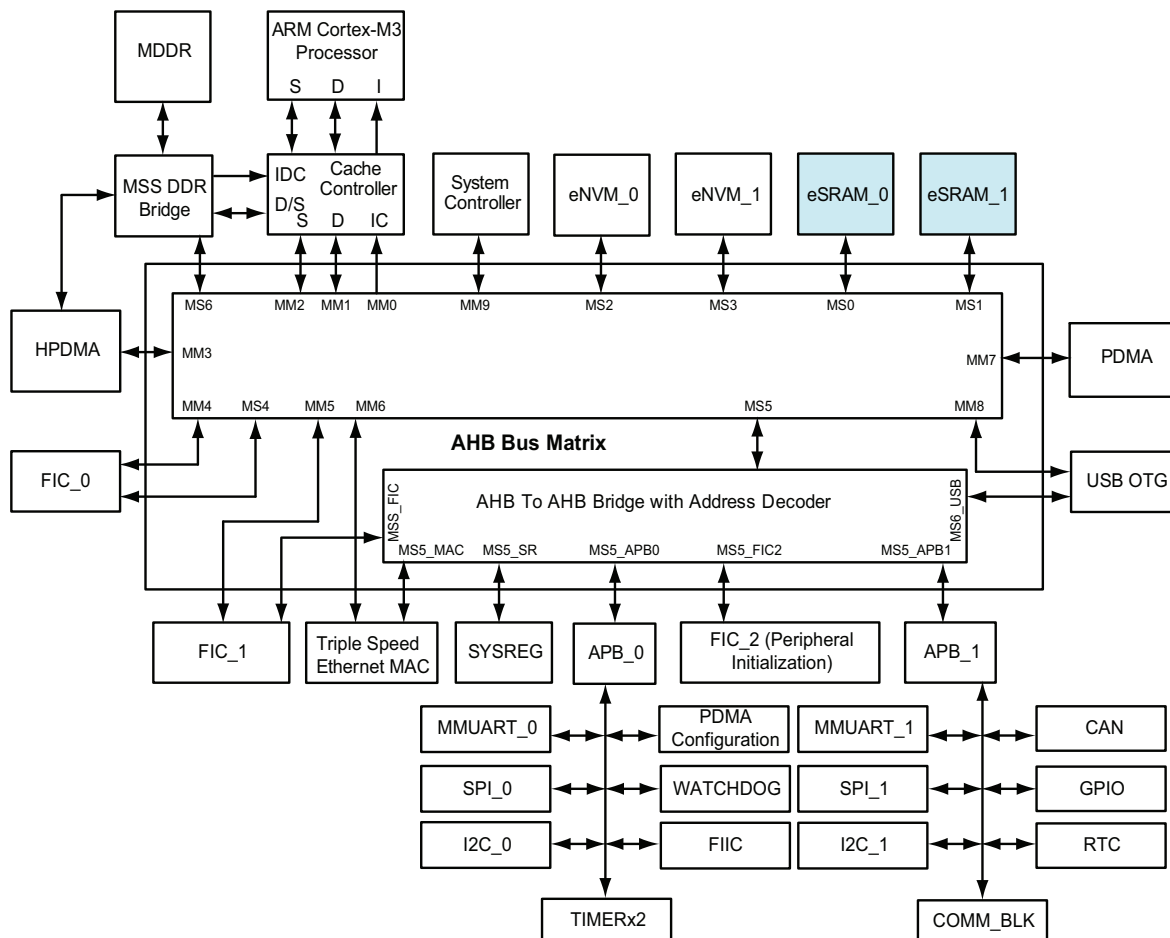 MDDR
ARM Cortex-M3
Processor
S D I
MSS DDR
Bridge
IDC
Cache
Controller
D/S
S D IC
System
Controller
eNVM_0
eNVM_1
eSRAM_0
eSRAM_1
MS6 MM2 MM1 MM0 MM9 MS2 MS3 MS0 MS1
HPDMA
MM3
MM7
PDMA
MM4 MS4 MM5 MM6 MS5 MM8
AHB Bus Matrix
FIC_0
USB OTG
MSS_FIC
AHB To AHB Bridge with Address Decoder
MS6_USB
MS5_MAC MS5_SR MS5_APB0 MS5_FIC2 MS5_APB1
FIC_1
Triple Speed
Ethernet MAC
SYSREG
APB_0
FIC_2 (Peripheral
Initialization)
APB_1
MMUART_0
PDMA
Configuration
MMUART_1
CAN
SPI_0
WATCHDOG
SPI_1
GPIO
I2C_0
FIIC
I2C_1
RTC
TIMERx2
COMM_BLK